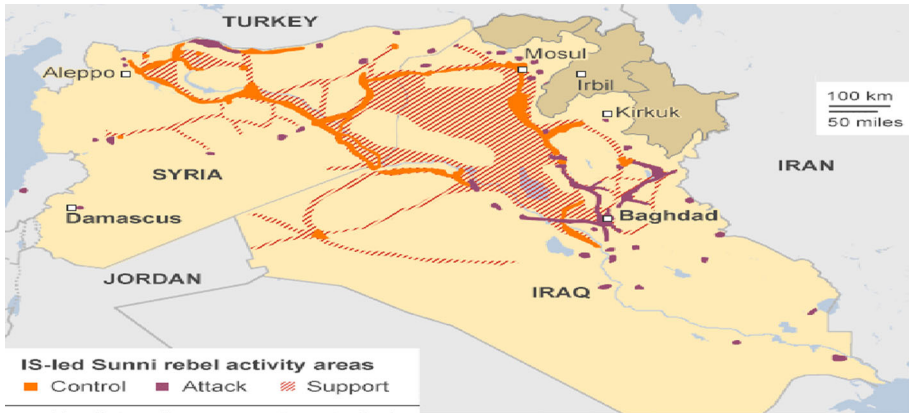 TURKEY
Mosul
Aleppo
Irbil
Kirkuk
100 km
50 miles
IRAN
SYRIA
Damascus
Baghdad
JORDAN
IRAQ
IS-led Sunni rebel activity areas
Control Attack Support